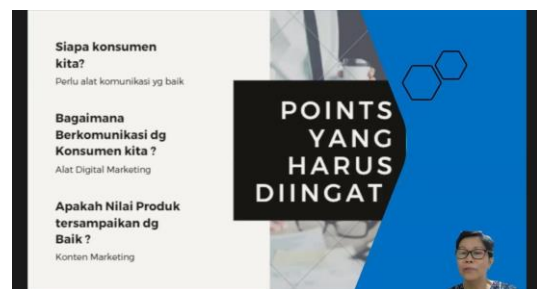 Siapa konsumen
kita?
Perlu alat komunikasi yg baik
Bagaimana
Berkomunikasi dg
Konsumen kita ?
Alat Digital Marketing
Apakah Nilai Produk
tersampaikan dg
Baik ?
Konten Marketing
POINTS
YANG
HARUS
DIINGAT